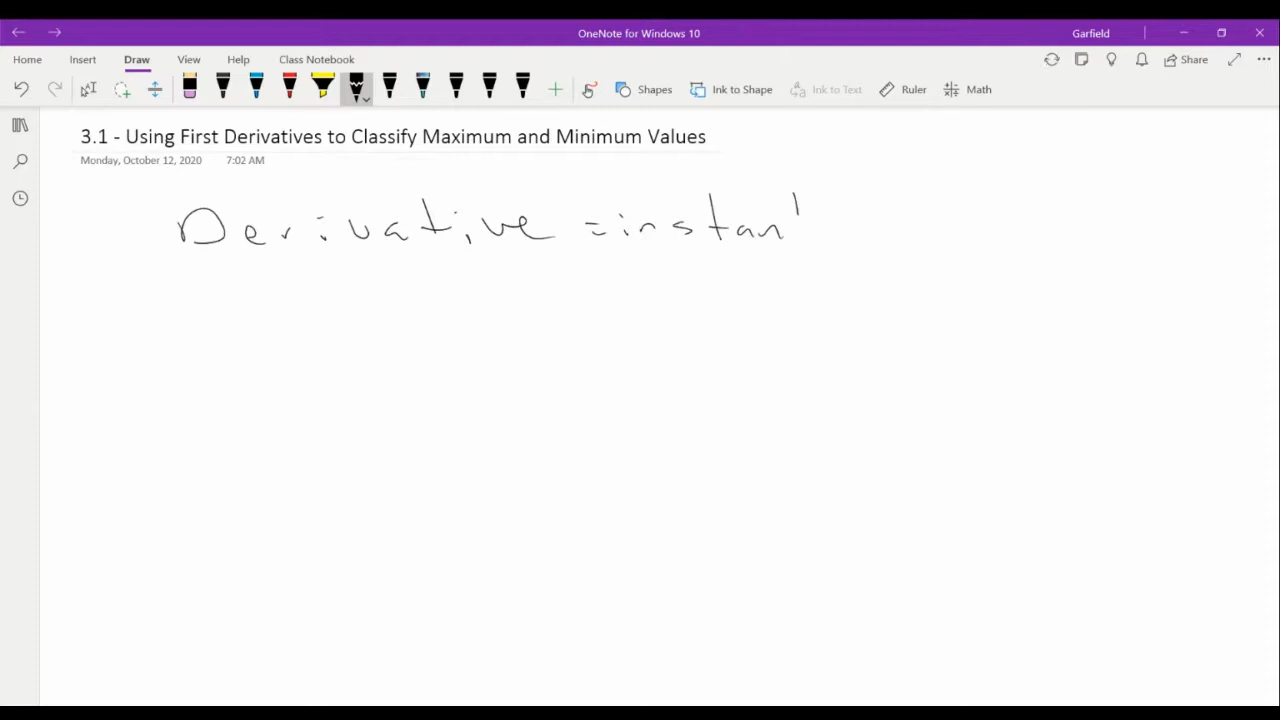 OneNote for Windows 10
Garfield
Home Insert Draw View Help Class Notebook
Share
Shapes Ink to Shape Ink to Text Ruler Math
3.1 - Using First Derivatives to Classify Maximum and Minimum Values
Monday, October 12, 2020 7:02 AM
Derivative = instan